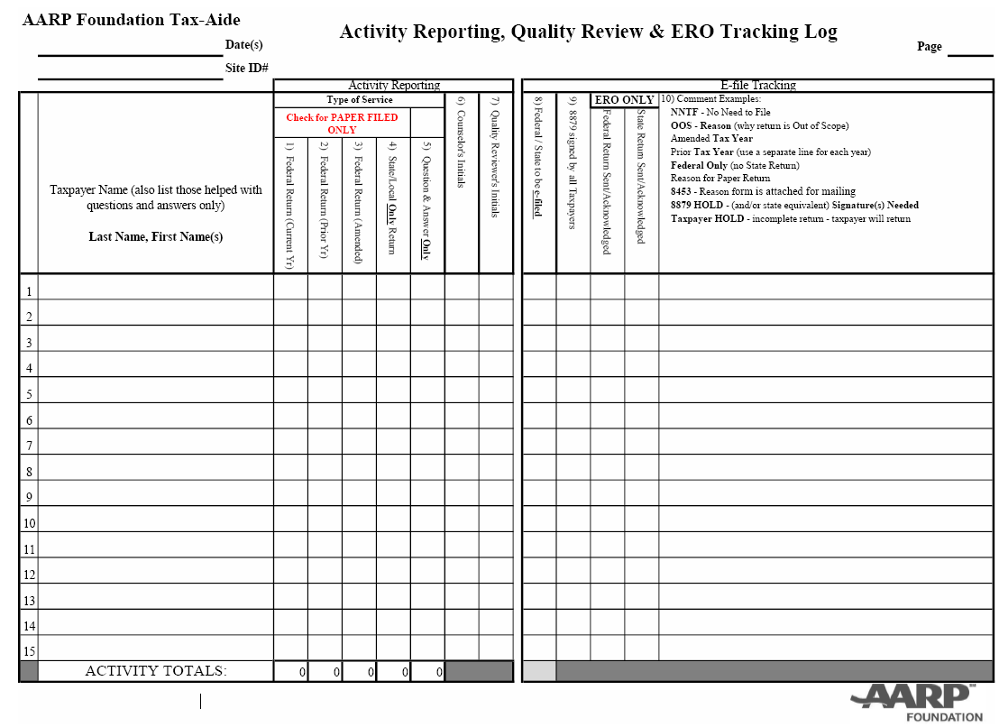 AARP Foundation Tax-Aide
Activity Reporting, Quality Review & ERO Tracking Log
Date(s)
Page
Site ID#
Activity Reporting
E-file Tracking
Type of Service
Check for PAPER FILED
ONLY
1) Federal Return (Current Yr)
2) Federal Return (Prior Yr)
3) Federal Return (Amended)
4) State/Local Only Return
5) Question & Answer Only
6) Counselor's Initials
7) Quality Reviewer's Initials
8) Federal / State to be e-filed
9) 8879 signed by all Taxpayers
ERO ONLY
Federal Return Sent/Acknowledged
State Return Sent/Acknowledged
10) Comment Examples:
NNTF - No Need to File
OOS - Reason (why return is Out of Scope)
Amended Tax Year
Prior Tax Year (use a separate line for each year)
Federal Only (no State Return)
Reason for Paper Return
8453 - Reason form is attached for mailing
8879 HOLD - (and/or state equivalent) Signature(s) Needed
Taxpayer HOLD - incomplete return - taxpayer will return
Taxpayer Name (also list those helped with
questions and answers only)
Last Name, First Name(s)
1
2
3
4
5
6
7
8
9
10
11
12
13
14
15
ACTIVITY TOTALS: 0 0 0 0 0
AARP
FOUNDATION